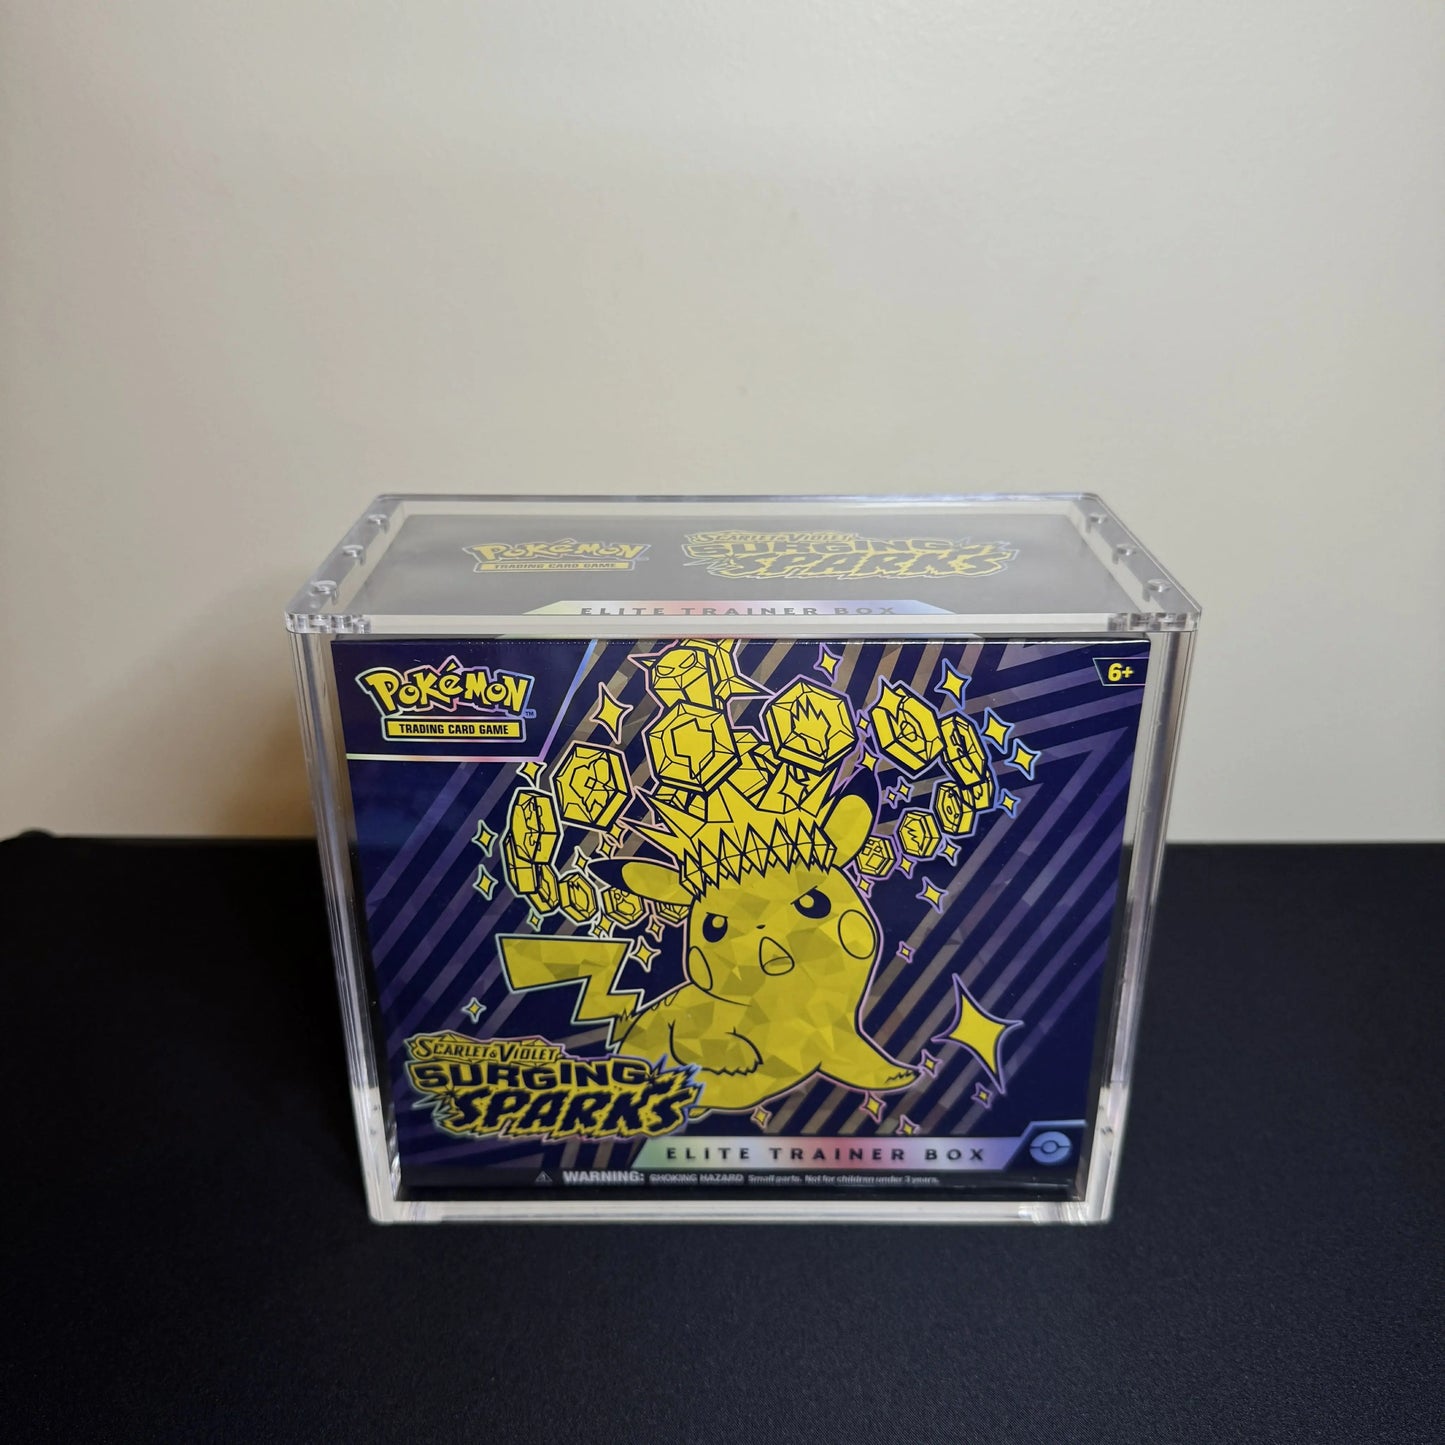 POKéMON
TRADING CARD GAME
SCARLET & VIOLET
SURGING
SPARKS
ELITE TRAINER BOX
POKéMON
TM
TRADING CARD GAME
6+
SCARLET & VIOLET
SURGING
SPARKS
ELITE TRAINER BOX
WARNING: CHOKING HAZARD Small parts. Not for children under 3 years.